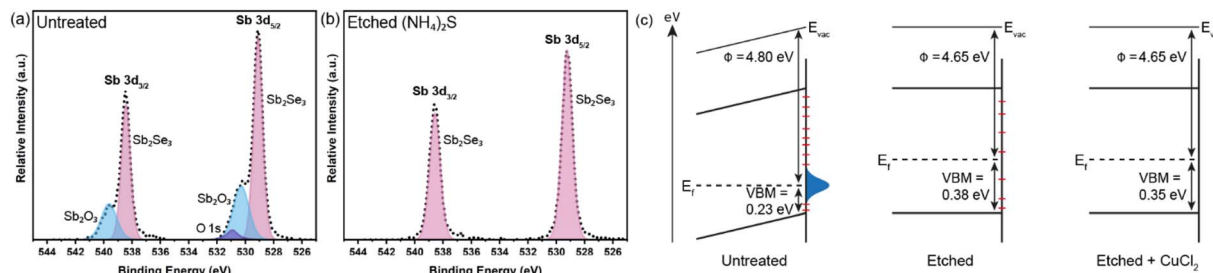 (a) Untreated
Sb 3d5/2
Sb 3d3/2
Sb2Se3
Sb2Se3
Sb2O3
Sb2O3
O 1s
Relative Intensity (a.u.)
544 542 540 538 536 534 532 530 528 526
Binding Energy (eV)
(b) Etched (NH4)2S
Sb 3d5/2
Sb 3d3/2
Sb2Se3
Sb2Se3
Relative Intensity (a.u.)
544 542 540 538 536 534 532 530 528 526
Binding Energy (eV)
(c)
eV
Evac
Φ = 4.80 eV
Ef
VBM =
0.23 eV
Untreated
Evac
Φ = 4.65 eV
Ef
VBM =
0.38 eV
Etched
Φ = 4.65 eV
Ef
VBM =
0.35 eV
Etched + CuCl2